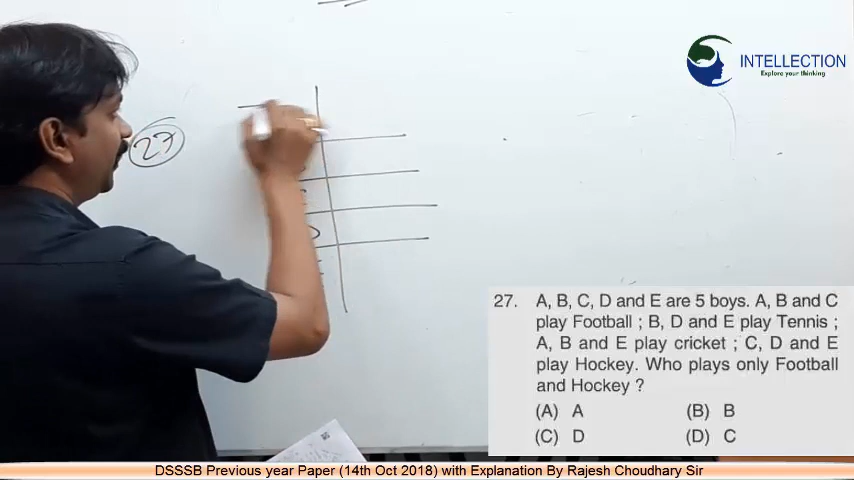 INTELLECTION
Explore your thinking
27
27. A, B, C, D and E are 5 boys. A, B and C
play Football ; B, D and E play Tennis ;
A, B and E play cricket ; C, D and E
play Hockey. Who plays only Football
and Hockey ?
(A) A (B) B
(C) D (D) C
DSSSB Previous year Paper (14th Oct 2018) with Explanation By Rajesh Choudhary Sir